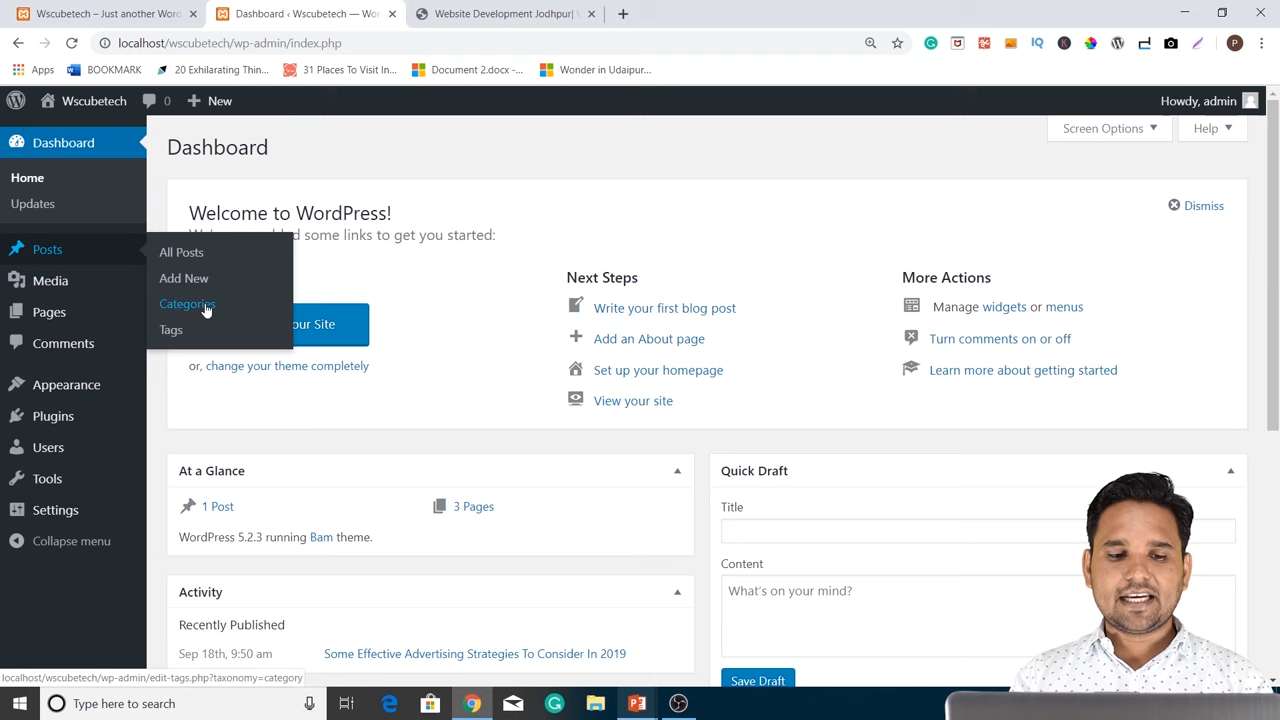 Wscubetech – Just another Word
Dashboard ‹ Wscubetech — Wo
Website Development Jodhpur| W
localhost/wscubetech/wp-admin/index.php
Apps
BOOKMARK
20 Exhilarating Thin...
31 Places To Visit In...
Document 2.docx -...
Wonder in Udaipur...
Wscubetech
0
New
Howdy, admin
Dashboard
Home
Updates
Posts
Media
Pages
Comments
Appearance
Plugins
Users
Tools
Settings
Collapse menu
All Posts
Add New
Categories
Tags
Dashboard
Screen Options
Help
Welcome to WordPress!
some links to get you started:
Dismiss
our Site
or, change your theme completely
Next Steps
Write your first blog post
Add an About page
Set up your homepage
View your site
More Actions
Manage widgets or menus
Turn comments on or off
Learn more about getting started
At a Glance
1 Post
3 Pages
WordPress 5.2.3 running Bam theme.
Activity
Recently Published
Sep 18th, 9:50 am
Some Effective Advertising Strategies To Consider In 2019
Quick Draft
Title
Content
What's on your mind?
Save Draft
localhost/wscubetech/wp-admin/edit-tags.php?taxonomy=category
Type here to search